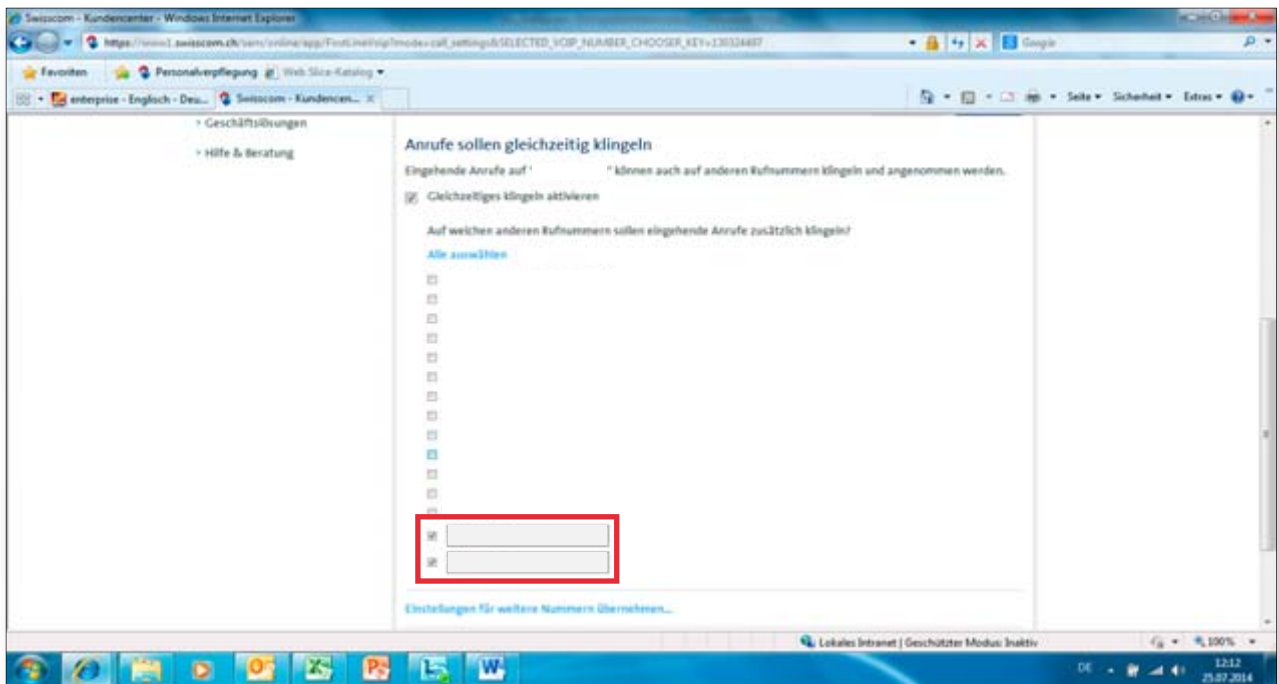 Swisscom - Kundencenter - Windows Internet Explorer
Google
Favoriten Personalverpflegung Web Slice-Katalog
enterprise - Englisch - Deu... Swisscom - Kundencen... Seite Sicherheit Extras
› Geschäftslösungen
› Hilfe & Beratung
Anrufe sollen gleichzeitig klingeln
Eingehende Anrufe auf ' " können auch auf anderen Rufnummern klingeln und angenommen werden.
Gleichzeitiges klingeln aktivieren
Auf welchen anderen Rufnummern sollen eingehende Anrufe zusätzlich klingeln?
Alle auswählen
Einstellungen für weitere Nummern übernehmen...
Lokales Intranet | Geschützter Modus: Inaktiv 100%
DE 12:12
25.07.2014